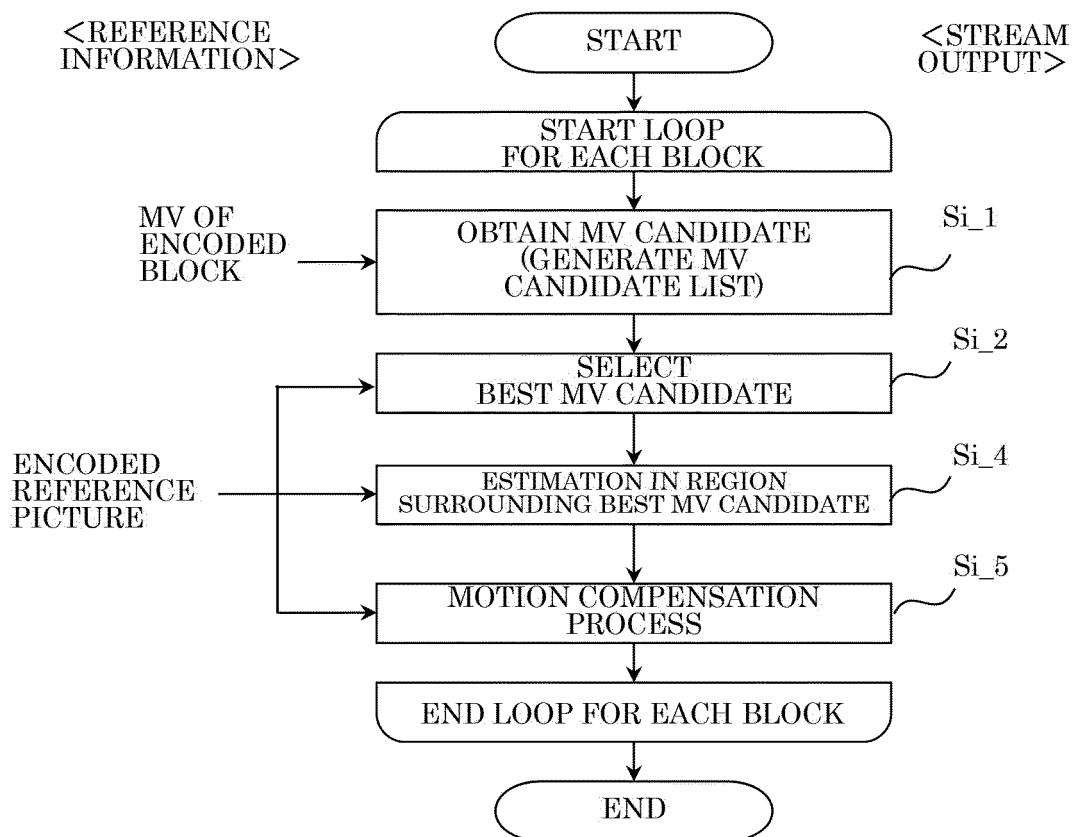 <REFERENCE
INFORMATION>
START
<STREAM
OUTPUT>
START LOOP
FOR EACH BLOCK
MV OF
ENCODED
BLOCK
OBTAIN MV CANDIDATE
(GENERATE MV
CANDIDATE LIST)
Si_1
SELECT
BEST MV CANDIDATE
Si_2
ENCODED
REFERENCE
PICTURE
ESTIMATION IN REGION
SURROUNDING BEST MV CANDIDATE
Si_4
MOTION COMPENSATION
PROCESS
Si_5
END LOOP FOR EACH BLOCK
END